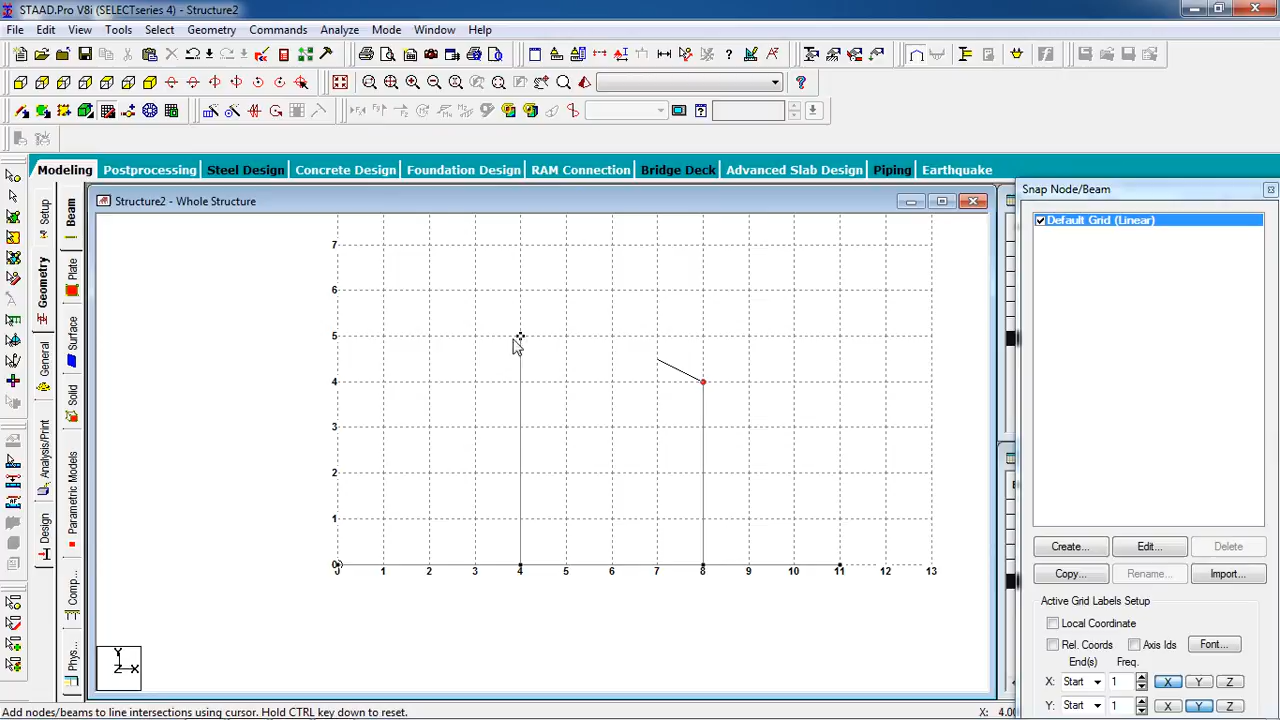 STAAD.Pro V8i (SELECTseries 4) - Structure2
File Edit View Tools Select Geometry Commands Analyze Mode Window Help
Modeling Postprocessing Steel Design Concrete Design Foundation Design RAM Connection Bridge Deck Advanced Slab Design Piping Earthquake
Snap Node/Beam
Structure2 - Whole Structure
Default Grid (Linear)
Setup
Geometry
General
Analysis/Print
Design
Beam
Plate
Surface
Solid
Parametric Models
Comp...
Phys...
7
6
5
4
3
2
1
0
0 1 2 3 4 5 6 7 8 9 10 11 12 13
Y
Z X
Create... Edit... Delete
Copy... Rename... Import...
Active Grid Labels Setup
Local Coordinate
Rel. Coords Axis Ids Font...
End(s) Freq.
X: Start 1 X Y Z
Y: Start 1 X Y Z
Add nodes/beams to line intersections using cursor. Hold CTRL key down to reset.